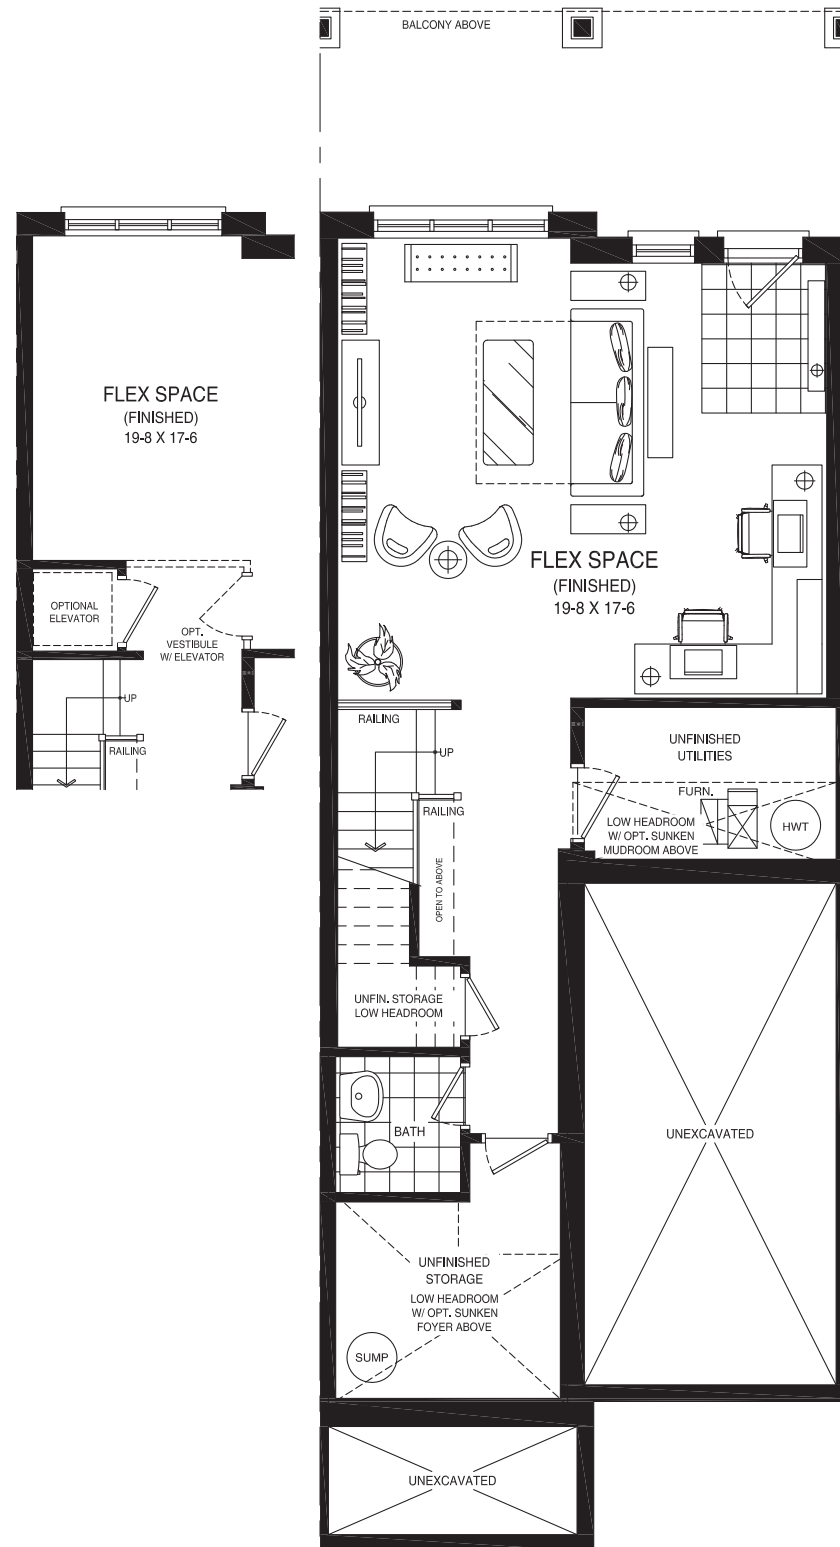 BALCONY ABOVE
FLEX SPACE
(FINISHED)
19-8 X 17-6
OPTIONAL
ELEVATOR
OPT.
VESTIBULE
W/ ELEVATOR
UP
RAILING
FLEX SPACE
(FINISHED)
19-8 X 17-6
RAILING
UP
RAILING
OPEN TO ABOVE
UNFINISHED
UTILITIES
FURN.
LOW HEADROOM
W/ OPT. SUNKEN
MUDROOM ABOVE
HWT
UNFIN. STORAGE
LOW HEADROOM
BATH
UNEXCAVATED
UNFINISHED
STORAGE
LOW HEADROOM
W/ OPT. SUNKEN
FOYER ABOVE
SUMP
UNEXCAVATED